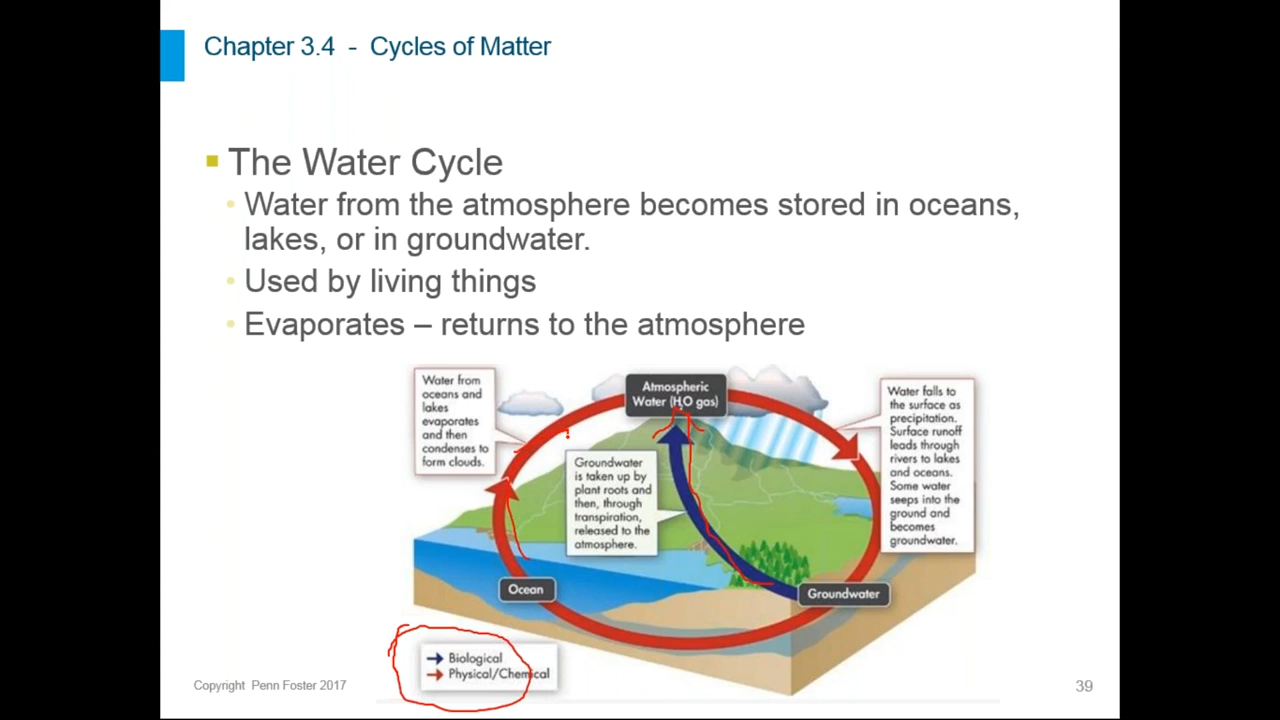 Chapter 3.4 - Cycles of Matter
The Water Cycle
Water from the atmosphere becomes stored in oceans,
lakes, or in groundwater.
Used by living things
Evaporates – returns to the atmosphere
Water from
oceans and
lakes
evaporates
and then
condenses to
form clouds.
Atmospheric
Water (H₂O gas)
Water falls to
the surface as
precipitation.
Surface runoff
leads through
rivers to lakes
and oceans.
Some water
seeps into the
ground and
becomes
groundwater.
Groundwater
is taken up by
plant roots and
then, through
transpiration,
released to the
atmosphere.
Ocean
Groundwater
Biological
Physical/Chemical
Copyright Penn Foster 2017
39